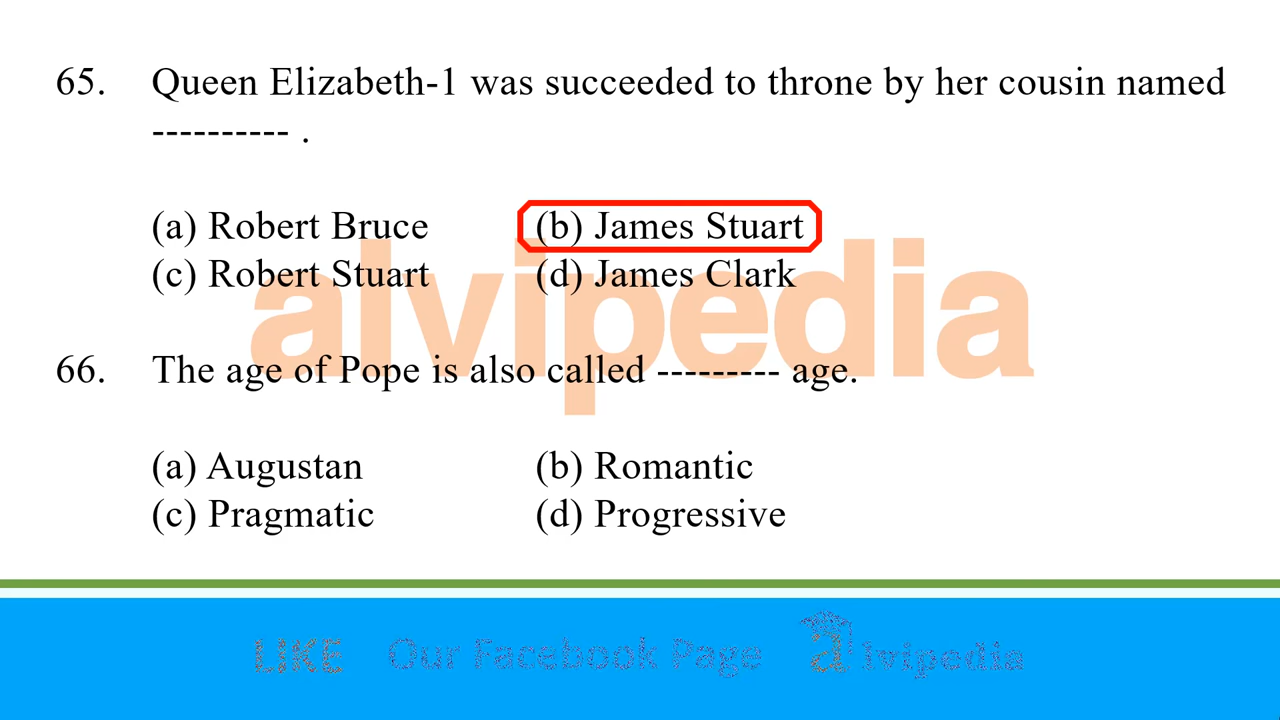 65. Queen Elizabeth-1 was succeeded to throne by her cousin named
---------- .
(a) Robert Bruce (b) James Stuart
(c) Robert Stuart (d) James Clark
alvipedia
66. The age of Pope is also called --------- age.
(a) Augustan (b) Romantic
(c) Pragmatic (d) Progressive
LIKE Our Facebook Page alvipedia